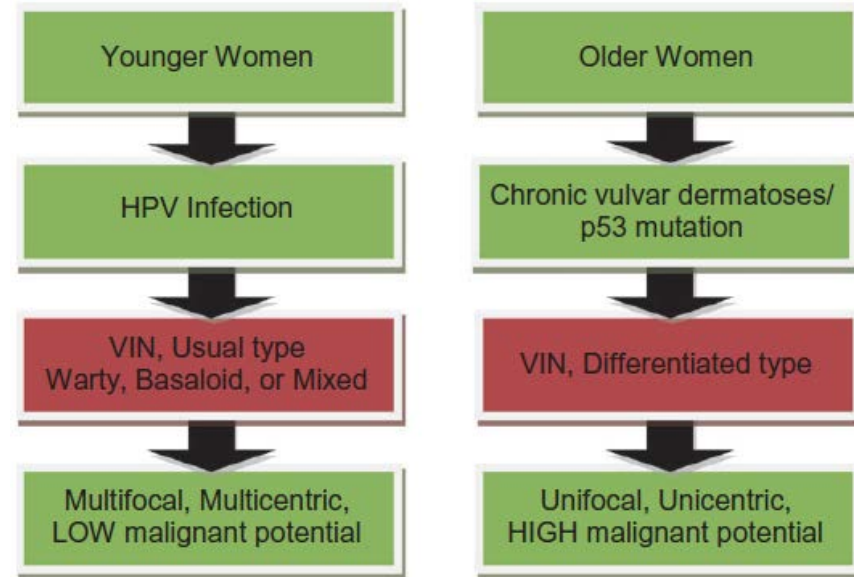 Younger Women
HPV Infection
VIN, Usual type
Warty, Basaloid, or Mixed
Multifocal, Multicentric,
LOW malignant potential
Older Women
Chronic vulvar dermatoses/
p53 mutation
VIN, Differentiated type
Unifocal, Unicentric,
HIGH malignant potential